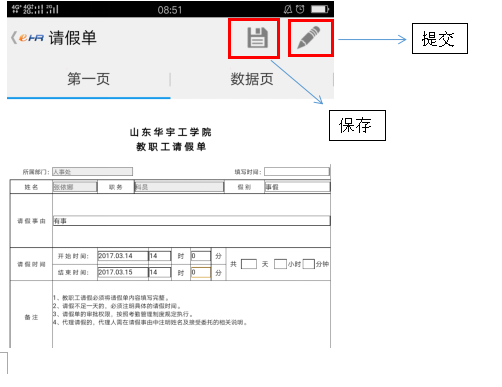 4G⁺ 4G 2G 08:51
eHR 请假单
提交
第一页 数据页
保存
山东华宇工学院
教职工请假单
所属部门: 人事处 填写时间:
姓名 职务 科员 假别 事假
请假事由 有事
请假时间 开始时间: 2017.03.14 14 时 0 分 共 天 小时 分钟
结束时间: 2017.03.15 14 时 0 分
备注
1、教职工请假必须将请假单内容填写完整。
2、请假不足一天的、必须注明具体的请假时间。
3、请假单的审批权限、按照考勤管理制度规定执行。
4、代理请假的、代理人需在请假事由中注明姓名及接受委托的相关说明。